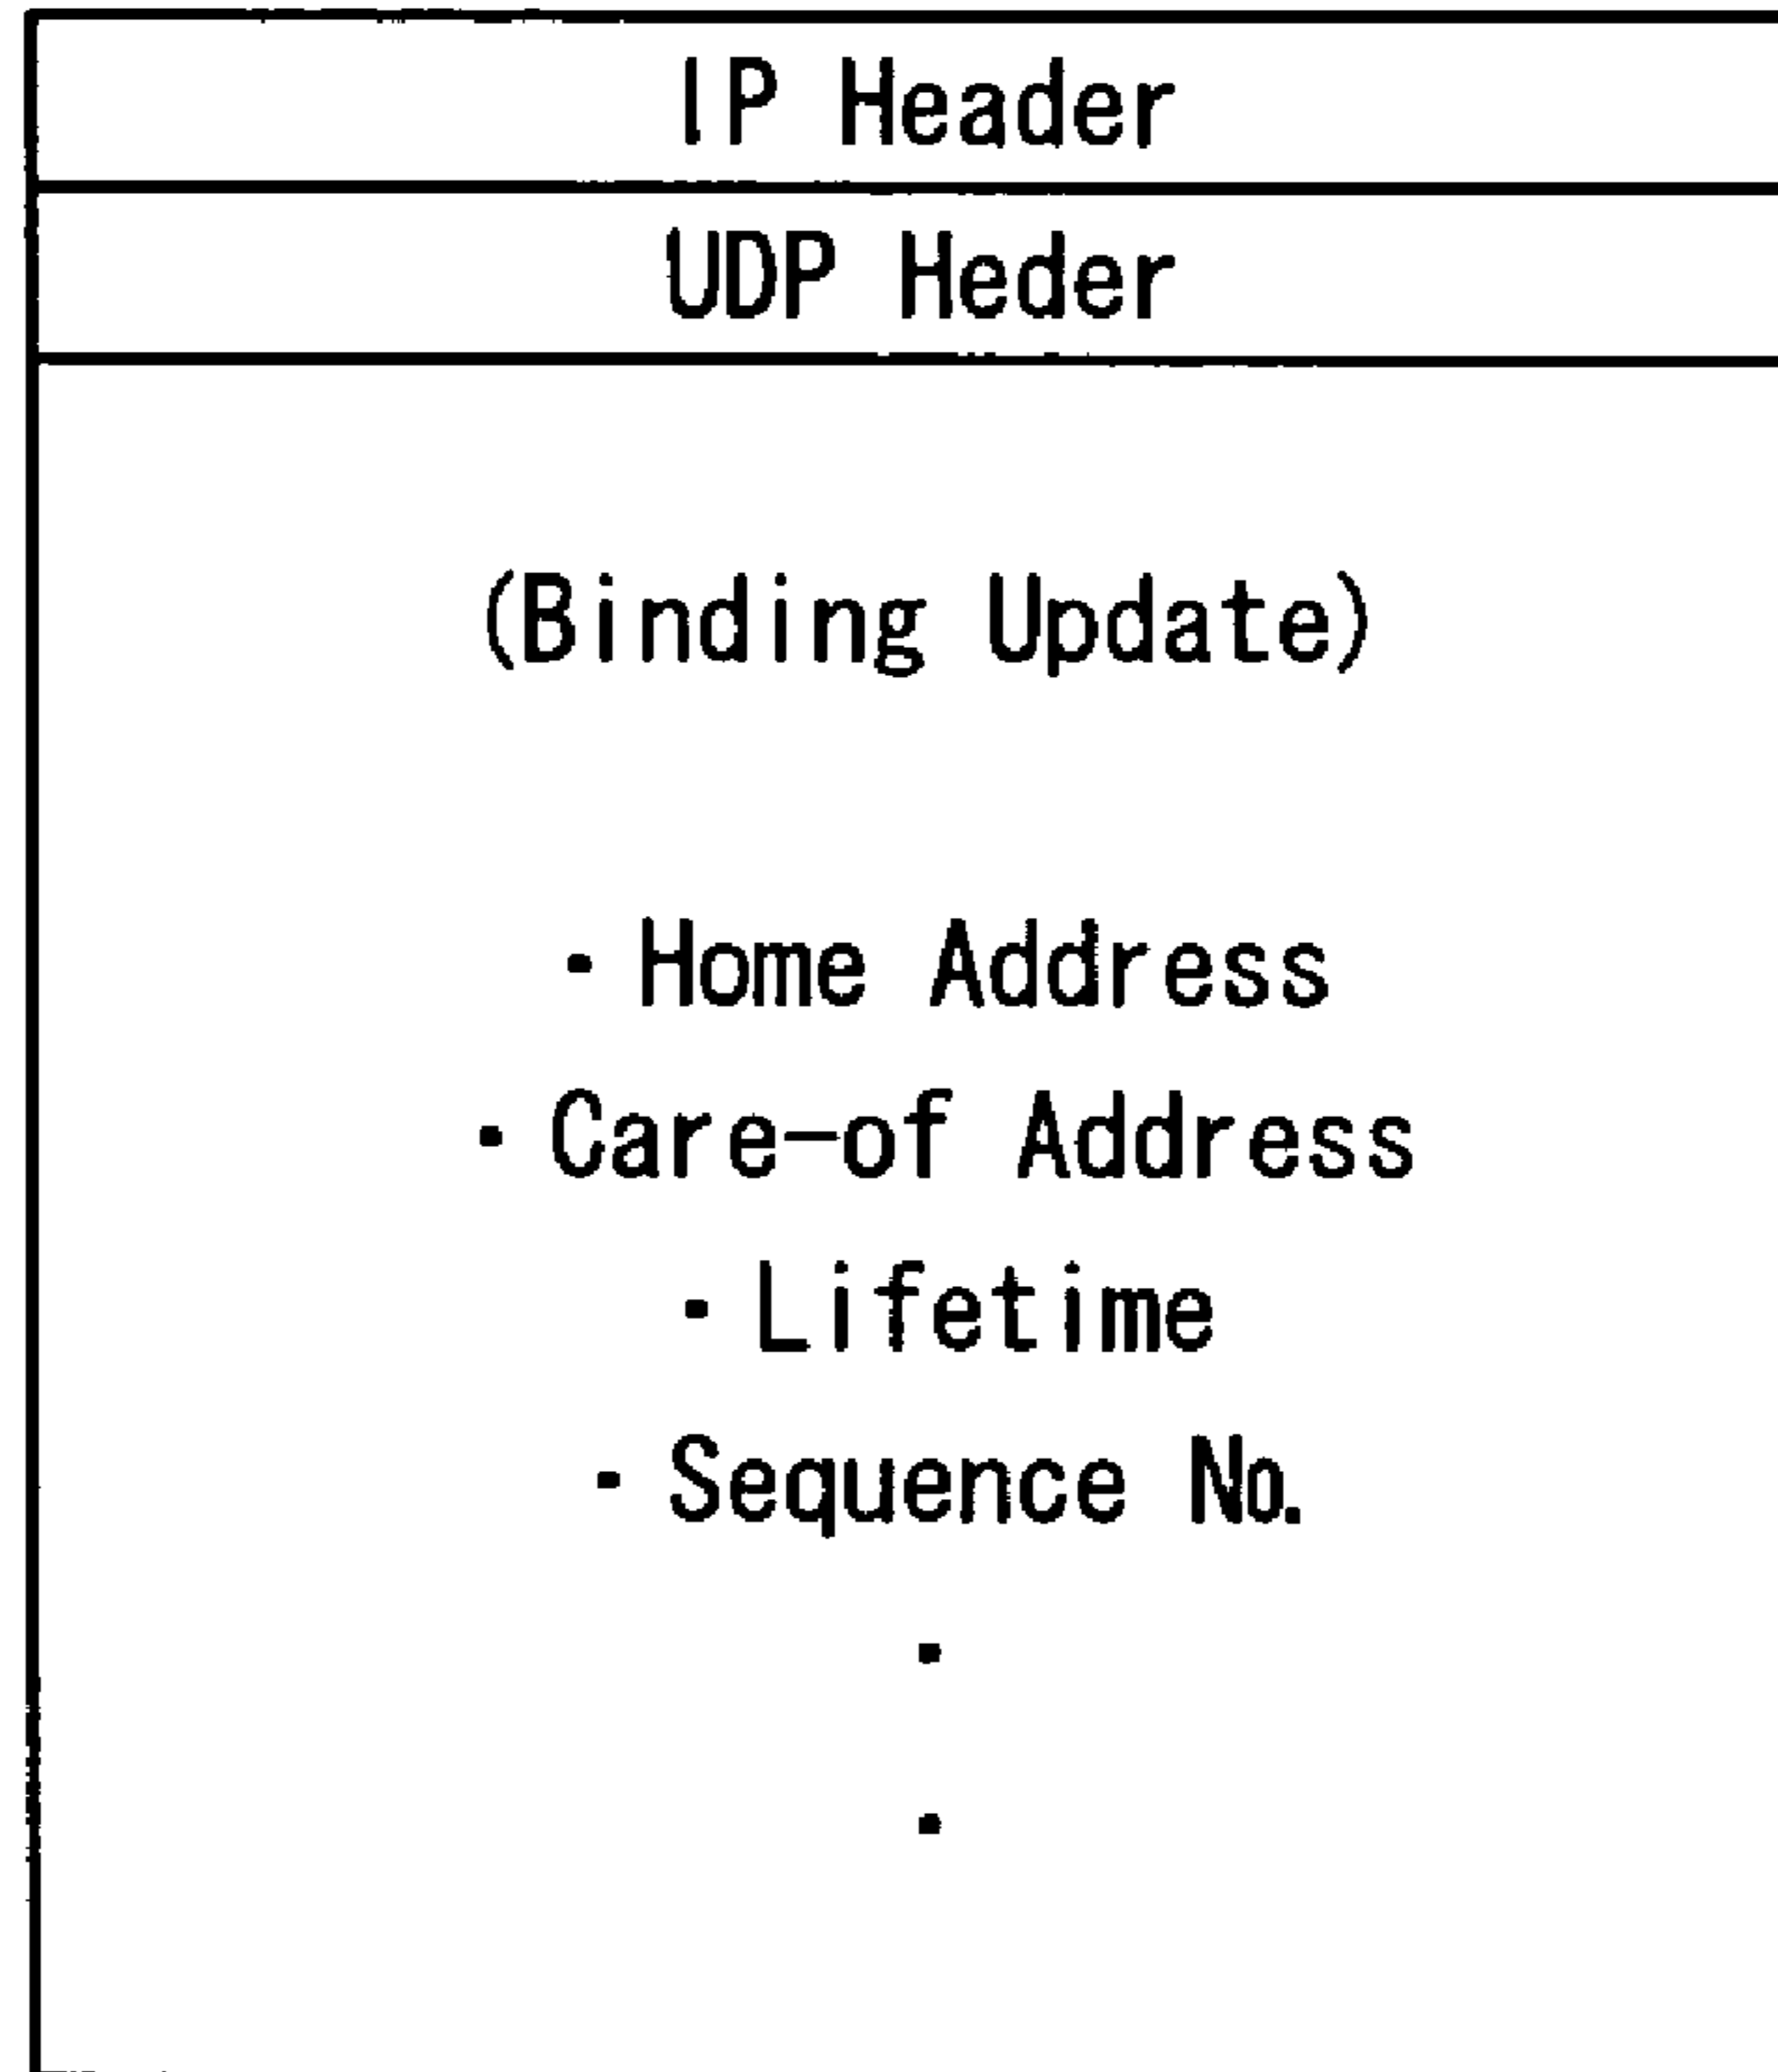 IP Header
UDP Heder
(Binding Update)
・Home Address
・Care-of Address
・Lifetime
・Sequence No.
・
・